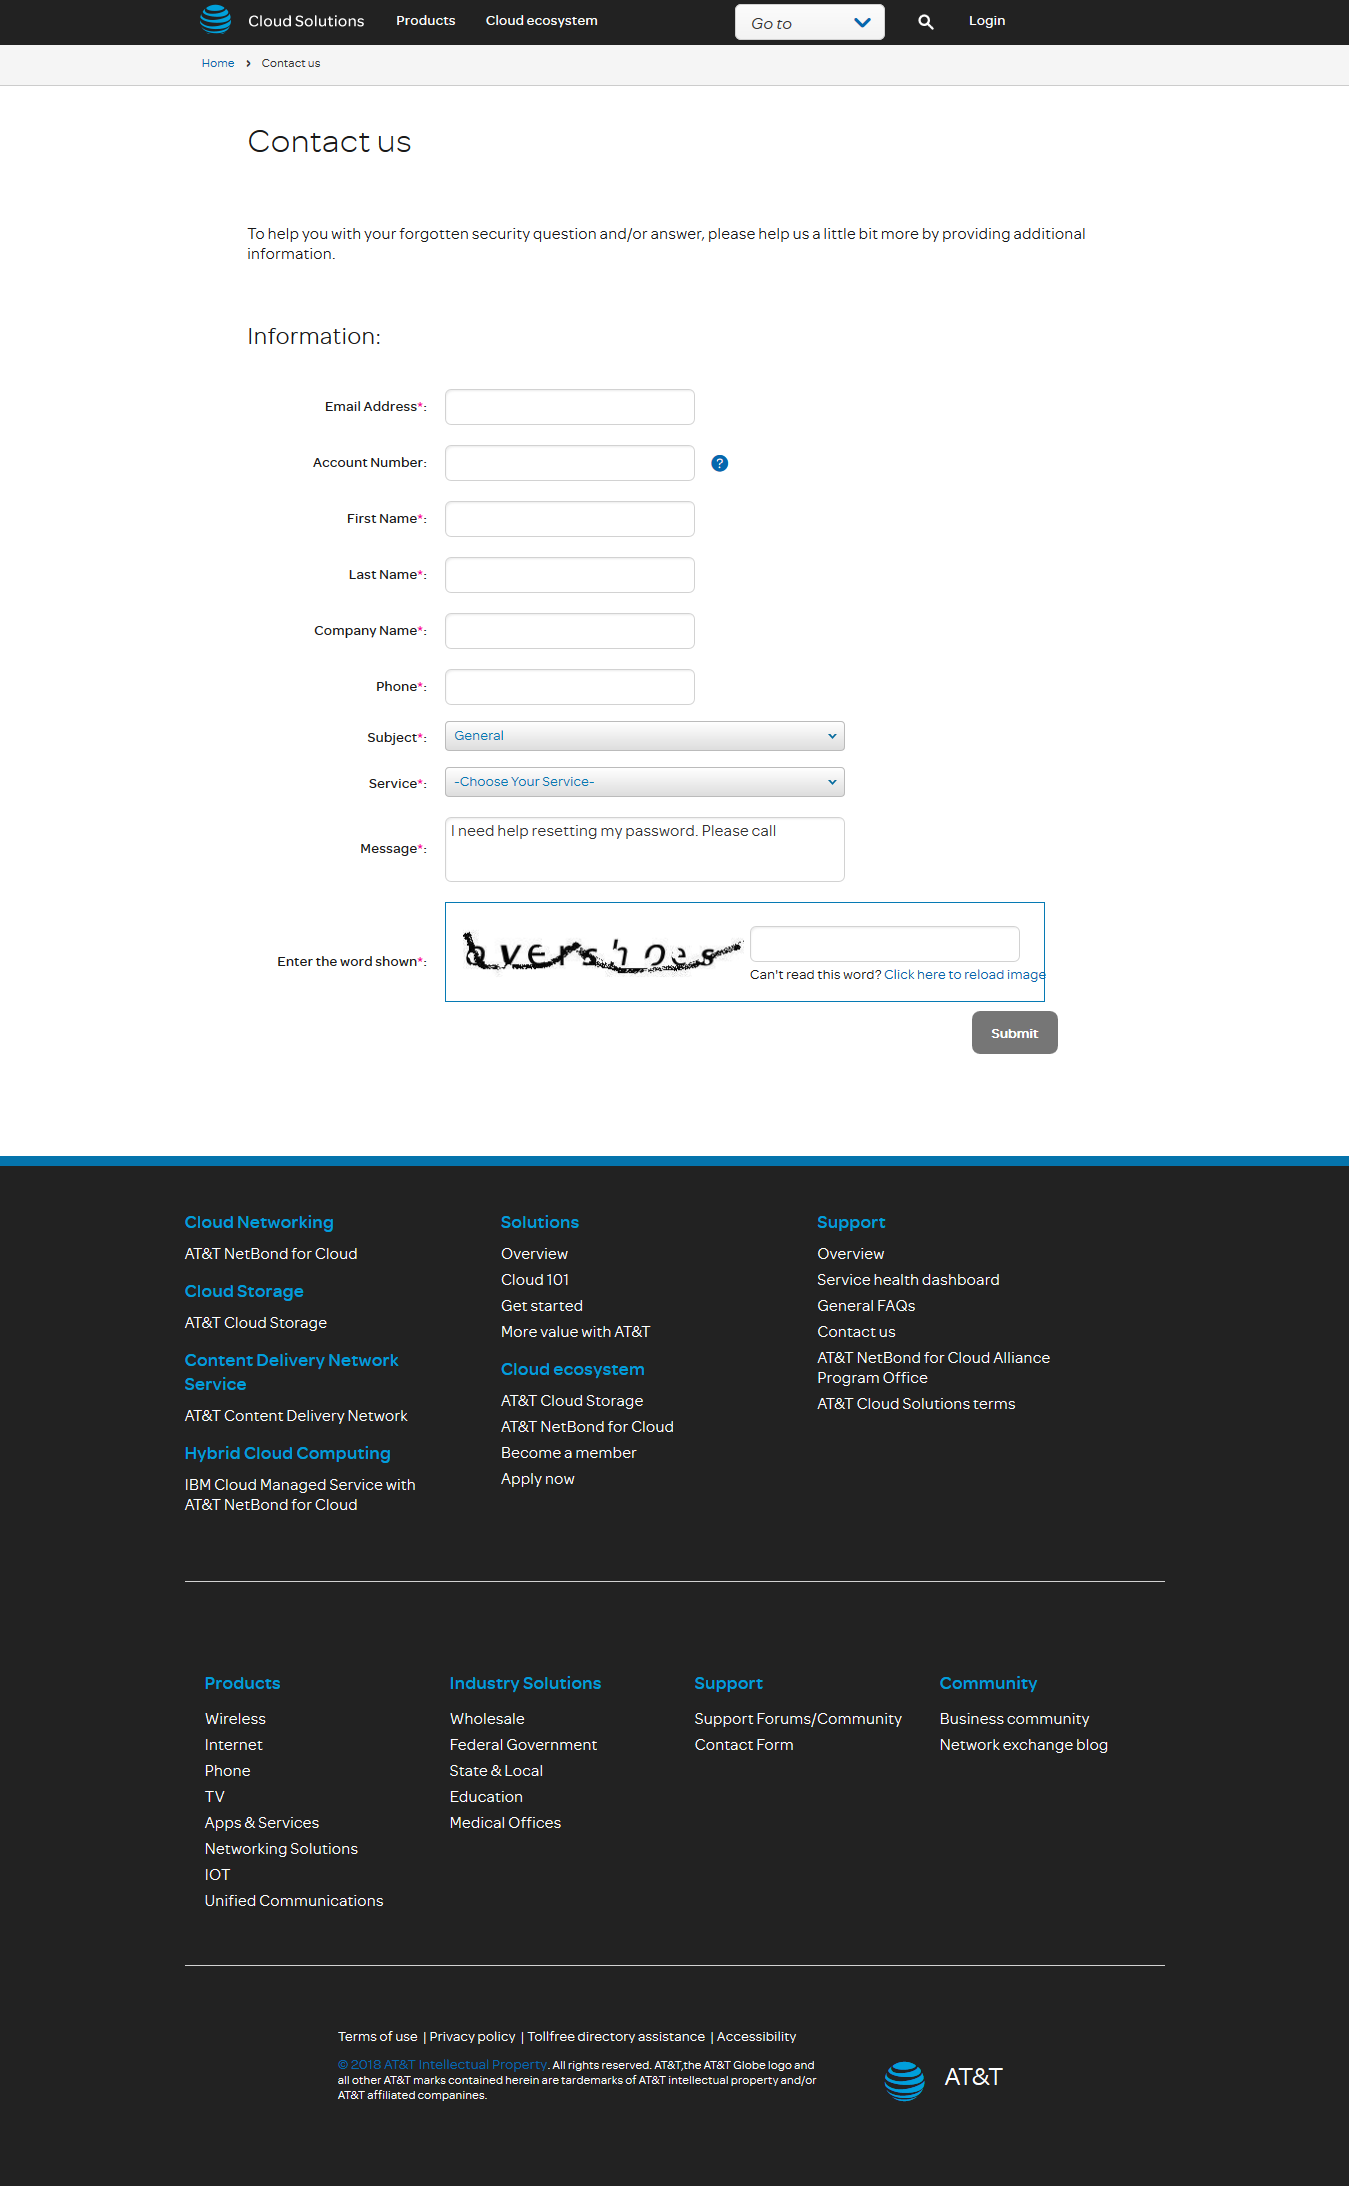 Cloud Solutions Products Cloud ecosystem Go to Login
Home › Contact us
Contact us
To help you with your forgotten security question and/or answer, please help us a little bit more by providing additional
information.
Information:
Email Address*:
Account Number: ?
First Name*:
Last Name*:
Company Name*:
Phone*:
Subject*: General
Service*: -Choose Your Service-
Message*: I need help resetting my password. Please call
Enter the word shown*:
Can't read this word? Click here to reload image
Submit
Cloud Networking
AT&T NetBond for Cloud
Cloud Storage
AT&T Cloud Storage
Content Delivery Network
Service
AT&T Content Delivery Network
Hybrid Cloud Computing
IBM Cloud Managed Service with
AT&T NetBond for Cloud
Solutions
Overview
Cloud 101
Get started
More value with AT&T
Cloud ecosystem
AT&T Cloud Storage
AT&T NetBond for Cloud
Become a member
Apply now
Support
Overview
Service health dashboard
General FAQs
Contact us
AT&T NetBond for Cloud Alliance
Program Office
AT&T Cloud Solutions terms
Products
Wireless
Internet
Phone
TV
Apps & Services
Networking Solutions
IOT
Unified Communications
Industry Solutions
Wholesale
Federal Government
State & Local
Education
Medical Offices
Support
Support Forums/Community
Contact Form
Community
Business community
Network exchange blog
Terms of use | Privacy policy | Tollfree directory assistance | Accessibility
© 2018 AT&T Intellectual Property. All rights reserved. AT&T,the AT&T Globe logo and
all other AT&T marks contained herein are tardemarks of AT&T intellectual property and/or
AT&T affiliated companines.
AT&T